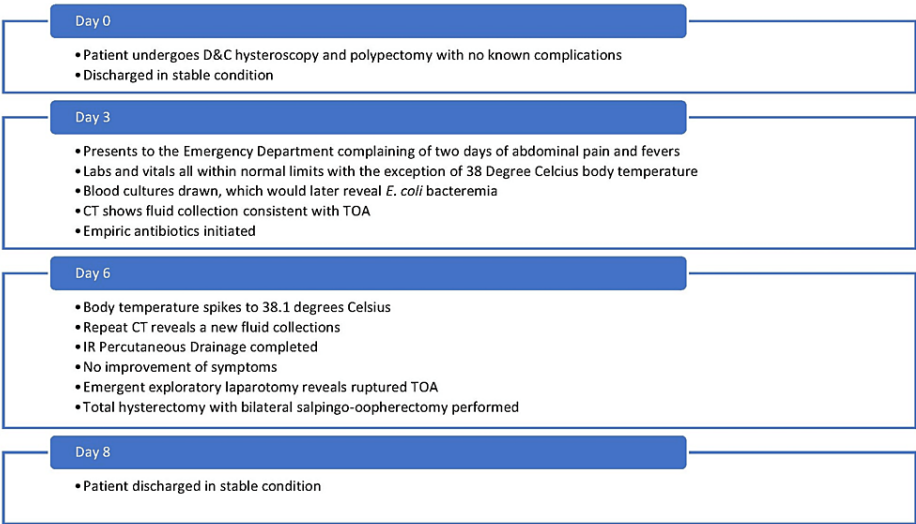 Day 0
•Patient undergoes D&C hysteroscopy and polypectomy with no known complications
•Discharged in stable condition
Day 3
•Presents to the Emergency Department complaining of two days of abdominal pain and fevers
•Labs and vitals all within normal limits with the exception of 38 Degree Celcius body temperature
•Blood cultures drawn, which would later reveal E. coli bacteremia
•CT shows fluid collection consistent with TOA
•Empiric antibiotics initiated
Day 6
•Body temperature spikes to 38.1 degrees Celsius
•Repeat CT reveals a new fluid collections
•IR Percutaneous Drainage completed
•No improvement of symptoms
•Emergent exploratory laparotomy reveals ruptured TOA
•Total hysterectomy with bilateral salpingo-oopherectomy performed
Day 8
•Patient discharged in stable condition